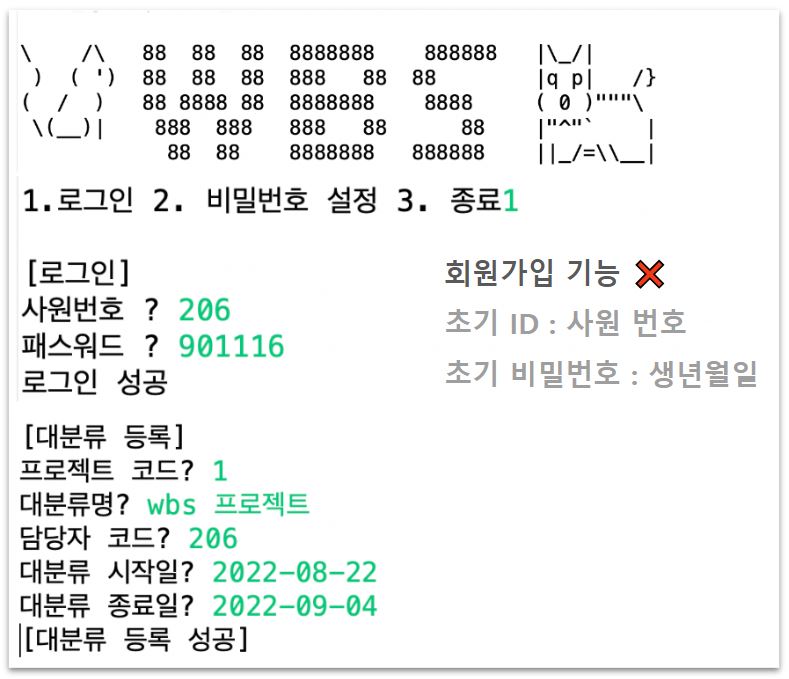 \     /\   88  88  88  8888888    888888   |\_/|
 )  ( ')  88  88  88  888   88  88         |q p|   /}
(  /  )   88 8888 88  8888888    8888     ( 0 )"""\
 \(__)|    888  888   888   88      88    |"^"`    |
            88  88    8888888   888888    ||_/=\\__|
1.로그인 2. 비밀번호 설정 3. 종료1
[로그인]
사원번호 ? 206
패스워드 ? 901116
로그인 성공
회원가입 기능 ❌
초기 ID : 사원 번호
초기 비밀번호 : 생년월일
[대분류 등록]
프로젝트 코드? 1
대분류명? wbs 프로젝트
담당자 코드? 206
대분류 시작일? 2022-08-22
대분류 종료일? 2022-09-04
[대분류 등록 성공]